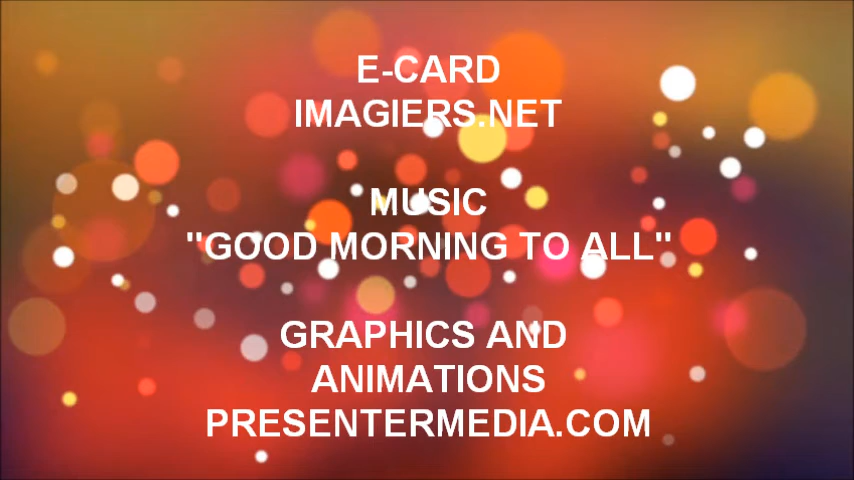 E-CARD
IMAGIERS.NET
MUSIC
"GOOD MORNING TO ALL"
GRAPHICS AND
ANIMATIONS
PRESENTERMEDIA.COM